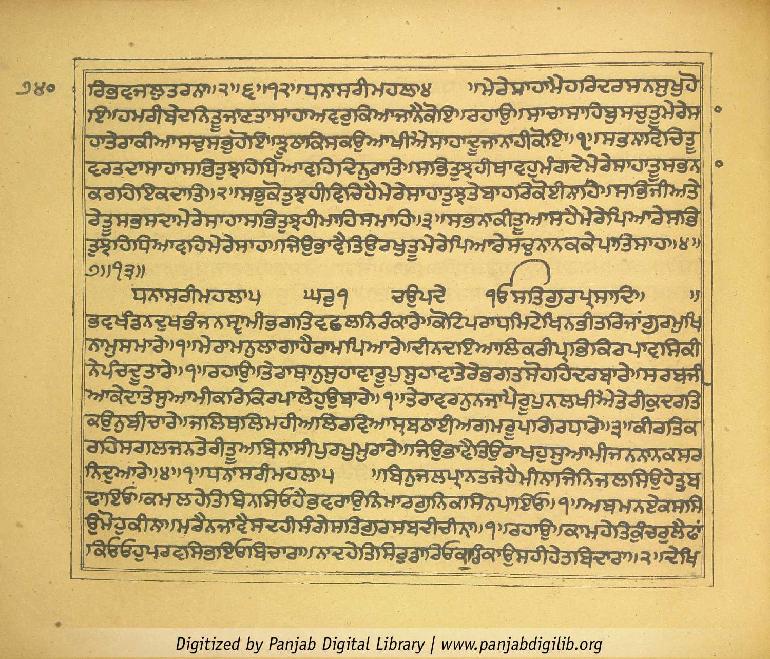 ੭੪੦
ਰਿਭਵਜਲੁਤਰਨਾ॥੨॥੬॥੧੨॥ਧਨਾਸਰੀਮਹਲਾ੪ ॥ਮੇਰੇਸਾਹਾਮੈਹਰਿਦਰਸਨਸੁਖੁਹੋ
ਇ॥ਹਮਰੀਬੇਦਨਿਤੂਜਾਣਤਾਸਾਹਾਅਵਰੁਕਿਆਜਾਨੈਕੋਇ॥ਰਹਾਉ॥ਸਾਚਾਸਾਹਿਬੁਸਚੁਤੂਮੇਰੇਸ
ਹਾਤੇਰਾਕੀਆਸਚੁਸਭੁਹੋਇ॥ਝੂਠਾਕਿਸਕਉਆਖੀਐਸਾਹਾਦੂਜਾਨਾਹੀਕੋਇ॥੧॥ਸਭਨਾਵਿਚਿਤੂ
ਵਰਤਦਾਸਾਹਾਸਭਿਤੁਝਹਿਧਿਆਵਹਿਦਿਨੁਰਾਤਿ॥ਸਭਿਤੁਝਹੀਥਾਵਹੁਮੰਗਦੇਮੇਰੇਸਾਹਾਤੂਸਭਨ
ਕਰਹਿਇਕਦਾਤਿ॥੨॥ਸਭੁਕੋਤੁਝਹੀਵਿਚਿਹੈਮੇਰੇਸਾਹਾਤੁਝਤੇਬਾਹਰਿਕੋਈਨਾਹਿ॥ਸਭਿਜੀਅਤੇ
ਰੇਤੂਸਭਸਦਾਮੇਰੇਸਾਹਾਸਭਿਤੁਝਹੀਮਾਹਿਸਮਾਹਿ॥੩॥ਸਭਨਾਕੀਤੂਆਸਹੈਮੇਰੇਪਿਆਰੇਸਭਿ
ਤੁਝਹਿਧਿਆਵਹਿਮੇਰੇਸਾਹ॥ਜਿਉਭਾਵੈਤਿਉਰਖੁਤੂਮੇਰੇਪਿਆਰੇਸਚੁਨਾਨਕਕੇਪਾਤਿਸਾਹ॥੪॥
੭॥੧੩॥
ਧਨਾਸਰੀਮਹਲਾ੫ ਘਰੁ੧ ਚਉਪਦੇ ੴਸਤਿਗੁਰਪ੍ਰਸਾਦਿ॥ ॥
ਭਵਖੰਡਨਦੁਖਭੰਜਨਸ੍ਵਾਮੀਭਗਤਿਵਛਲਨਿਰੰਕਾਰੇ॥ਕੋਟਿਪਰਾਧਮਿਟੇਖਿਨਭੀਤਰਿਜਾਂਗੁਰਮੁਖਿ
ਨਾਮੁਸਮਾਰੇ॥੧॥ਮੇਰਾਮਨੁਲਾਗਾਹੈਰਾਮਪਿਆਰੇ॥ਦੀਨਦਇਆਲਿਕਰੀਪ੍ਰਭਿਕਿਰਪਾਵਸਿਕੀ
ਨੇਪੰਚਦੂਤਾਰੇ॥੧॥ਰਹਾਉ॥ਤੇਰਾਥਾਨੁਸੁਹਾਵਾਰੂਪੁਸੁਹਾਵਾਤੇਰੇਭਗਤਸੋਹਹਿਦਰਬਾਰੇ॥ਸਰਬਜੀ
ਆਕੇਦਾਤੇਸੁਆਮੀਕਰਿਕਿਰਪਾਲੇਹੁਉਬਾਰੇ॥੧॥ਤੇਰਾਵਰਨੁਨਜਾਪੈਰੂਪੁਨਲਖੀਐਤੇਰੀਕੁਦਰਤਿ
ਕਉਨੁਬੀਚਾਰੇ॥ਜਲਿਥਲਿਮਹੀਅਲਿਰਵਿਆਸ੍ਰਬਠਾਈਅਗਮਰੂਪਗਿਰਧਾਰੇ॥੩॥ਕੀਰਤਿਕ
ਰਹਿਸਗਲਜਨਤੇਰੀਤੂਅਬਿਨਾਸੀਪੁਰਖੁਮੁਰਾਰੇ॥ਜਿਉਭਾਵੈਤਿਉਰਾਖਹੁਸੁਆਮੀਜਨਨਾਨਕਸਰ
ਨਿਦੁਆਰੇ॥੪॥੧॥ਧਨਾਸਰੀਮਹਲਾ੫ ॥ਬਿਨੁਜਲਪ੍ਰਾਨਤਜੇਹੈਮੀਨਾਜਿਨਿਜਲਸਿਉਹੇਤੁਬ
ਢਾਇਓ॥ਕਮਲਹੇਤਿਬਿਨਸਿਓਹੈਭਵਰਾਉਨਿਮਾਰਗੁਨਿਕਸਿਨਪਾਇਓ॥੧॥ਅਬਮਨਏਕਸਸਿ
ਉਮੋਹੁਕੀਨਾ॥ਮਰੈਨਜਾਵੈਸਦਹੀਸੰਗੇਸਤਿਗੁਰਸਬਦੀਚੀਨਾ॥੧॥ਰਹਾਉ॥ਕਾਮਹੇਤਿਕੁੰਚਰੁਲੈਫਾਂ
ਕਿਓਓਹੁਪਰਵਸਿਭਇਓਬਿਚਾਰਾ॥ਨਾਦਹੇਤਿਸਿਰੁਡਾਰਿਓਕੁਰੰਕਾਉਸਹੀਹੇਤਬਿਦਾਰਾ॥੨॥ਦੇਖਿ
Digitized by Panjab Digital Library | www.panjabdigilib.org